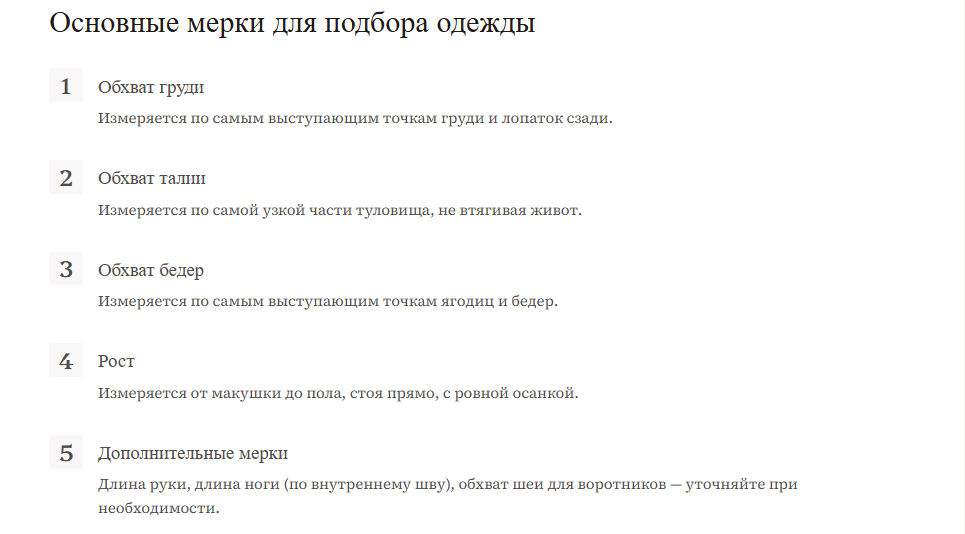 Основные мерки для подбора одежды
1
Обхват груди
Измеряется по самым выступающим точкам груди и лопаток сзади.
2
Обхват талии
Измеряется по самой узкой части туловища, не втягивая живот.
3
Обхват бедер
Измеряется по самым выступающим точкам ягодиц и бедер.
4
Рост
Измеряется от макушки до пола, стоя прямо, с ровной осанкой.
5
Дополнительные мерки
Длина руки, длина ноги (по внутреннему шву), обхват шеи для воротников — уточняйте при
необходимости.